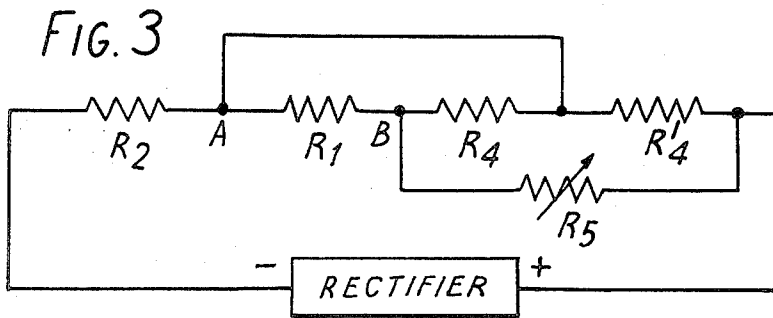 FIG. 3
A
B
R2
R1
R4
R'4
R5
-
+
RECTIFIER